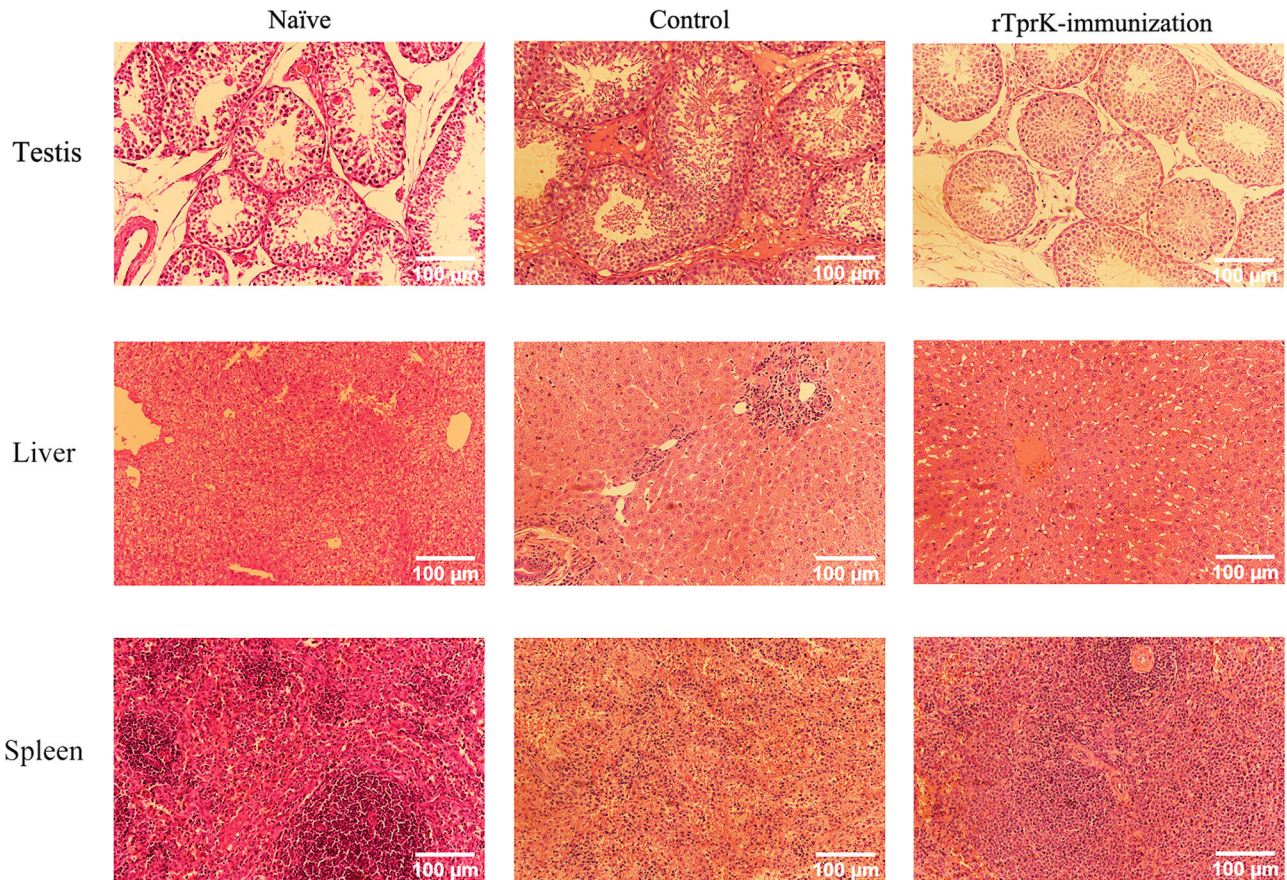 Naïve Control rTprK-immunization
Testis
100 µm 100 µm 100 µm
Liver
100 µm 100 µm 100 µm
Spleen
100 µm 100 µm 100 µm